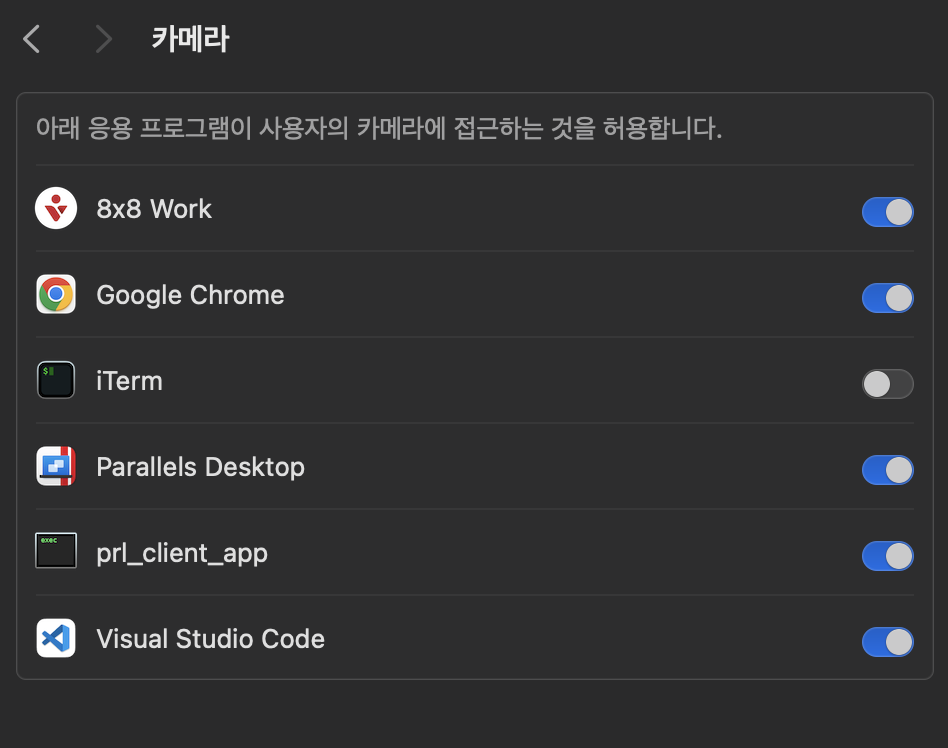 카메라
아래 응용 프로그램이 사용자의 카메라에 접근하는 것을 허용합니다.
8x8 Work
Google Chrome
$
iTerm
Parallels Desktop
exec
prl_client_app
Visual Studio Code